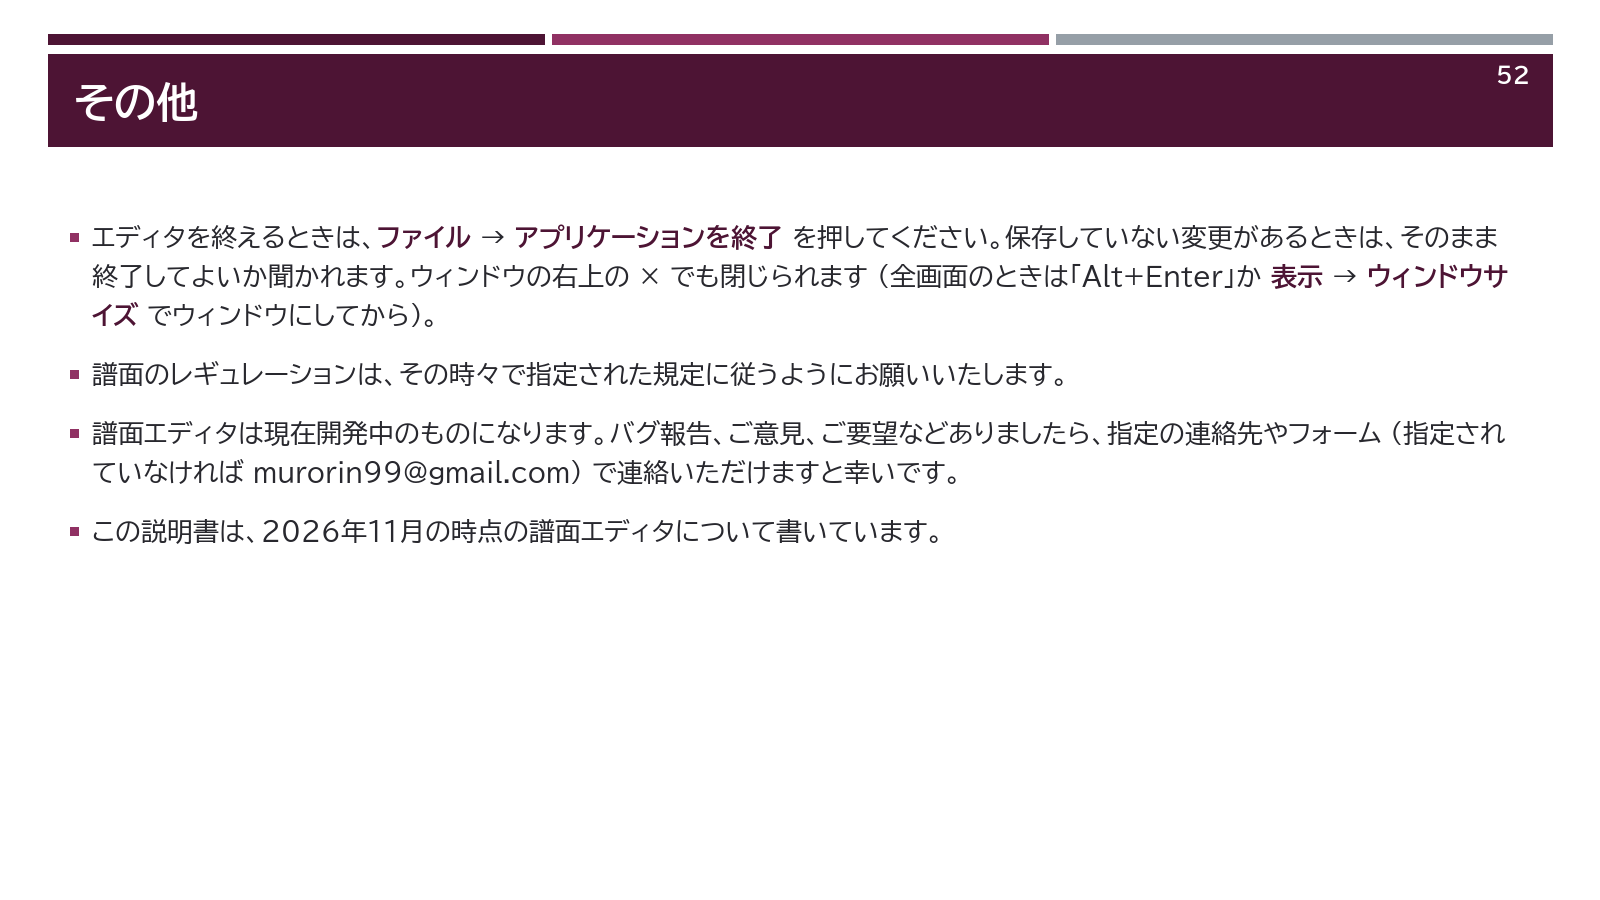 52
その他
エディタを終えるときは、ファイル → アプリケーションを終了 を押してください。保存していない変更があるときは、そのまま
終了してよいか聞かれます。ウィンドウの右上の × でも閉じられます（全画面のときは「Alt+Enter」か 表示 → ウィンドウサ
イズ でウィンドウにしてから）。
譜面のレギュレーションは、その時々で指定された規定に従うようにお願いいたします。
譜面エディタは現在開発中のものになります。バグ報告、ご意見、ご要望などありましたら、指定の連絡先やフォーム（指定され
ていなければ murorin99@gmail.com）で連絡いただけますと幸いです。
この説明書は、2026年11月の時点の譜面エディタについて書いています。